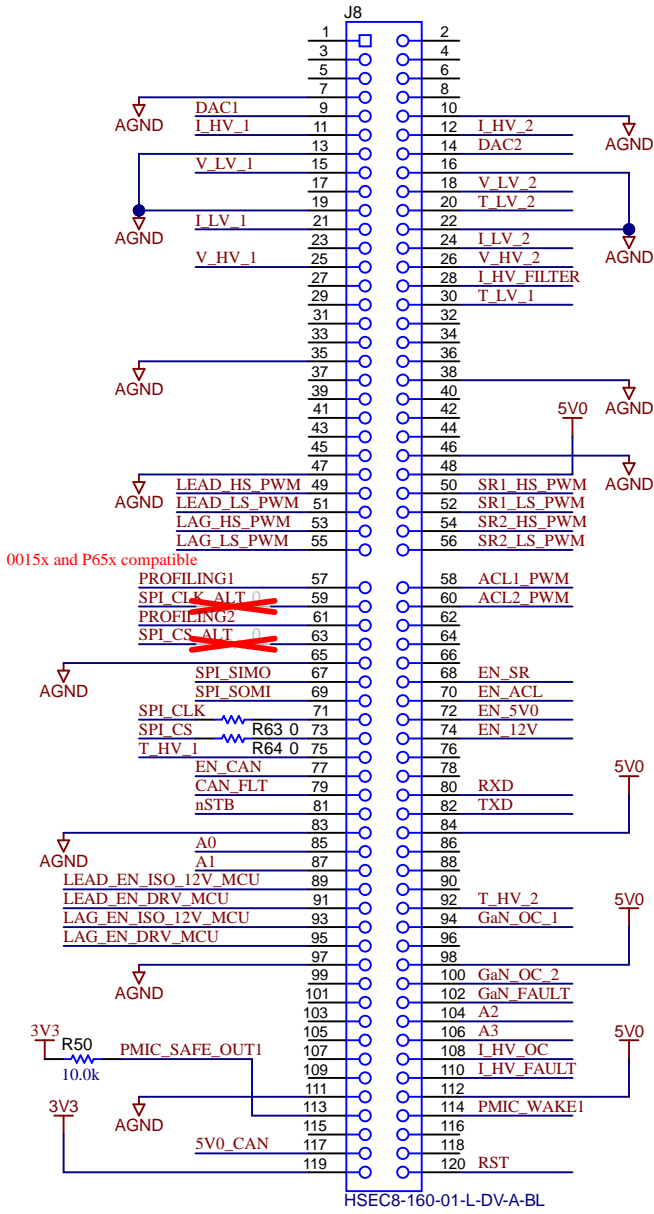 J8
1 2
3 4
5 6
7 8
DAC1 9 10
AGND I_HV_1 11 12 I_HV_2 AGND
13 14 DAC2
V_LV_1 15 16
17 18 V_LV_2
19 20 T_LV_2
AGND I_LV_1 21 22 AGND
23 24 I_LV_2
V_HV_1 25 26 V_HV_2
27 28 I_HV_FILTER
29 30 T_LV_1
31 32
33 34
35 36
AGND 37 38
39 40 AGND
41 42 5V0
43 44
45 46
47 48
AGND LEAD_HS_PWM 49 50 SR1_HS_PWM AGND
LEAD_LS_PWM 51 52 SR1_LS_PWM
LAG_HS_PWM 53 54 SR2_HS_PWM
LAG_LS_PWM 55 56 SR2_LS_PWM
0015x and P65x compatible
PROFILING1 57 58 ACL1_PWM
SPI_CLK_ALT 0 59 60 ACL2_PWM
PROFILING2 61 62
SPI_CS_ALT 0 63 64
65 66
AGND SPI_SIMO 67 68 EN_SR
SPI_SOMI 69 70 EN_ACL
SPI_CLK 71 72 EN_5V0
SPI_CS R63 0 73 74 EN_12V
T_HV_1 R64 0 75 76
EN_CAN 77 78 5V0
CAN_FLT 79 80 RXD
nSTB 81 82 TXD
83 84
AGND A0 85 86
A1 87 88
LEAD_EN_ISO_12V_MCU 89 90
LEAD_EN_DRV_MCU 91 92 T_HV_2 5V0
LAG_EN_ISO_12V_MCU 93 94 GaN_OC_1
LAG_EN_DRV_MCU 95 96
97 98
AGND 99 100 GaN_OC_2
101 102 GaN_FAULT
103 104 A2
3V3 R50 105 106 A3 5V0
10.0k PMIC_SAFE_OUT1 107 108 I_HV_OC
109 110 I_HV_FAULT
111 112
3V3 AGND 113 114 PMIC_WAKE1
115 116
5V0_CAN 117 118
119 120 RST
HSEC8-160-01-L-DV-A-BL